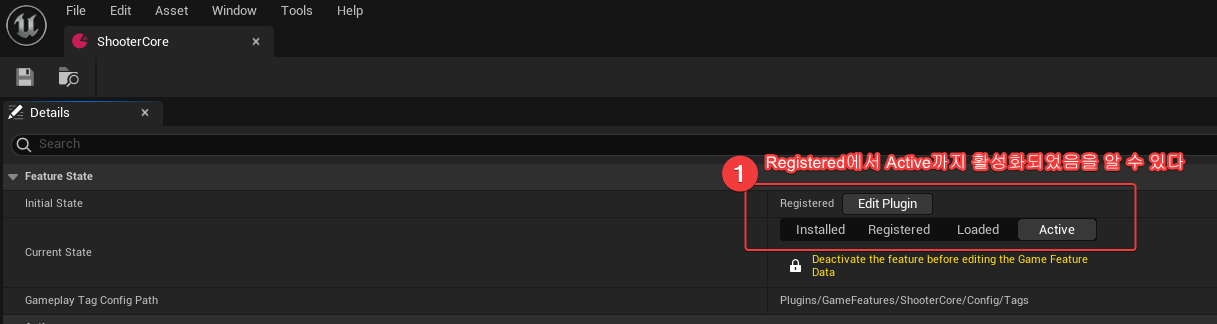 File Edit Asset Window Tools Help
ShooterCore
Details
Search
1 Registered에서 Active까지 활성화되었음을 알 수 있다
Feature State
Initial State Registered Edit Plugin
Installed Registered Loaded Active
Current State
Deactivate the feature before editing the Game Feature
Data
Gameplay Tag Config Path Plugins/GameFeatures/ShooterCore/Config/Tags